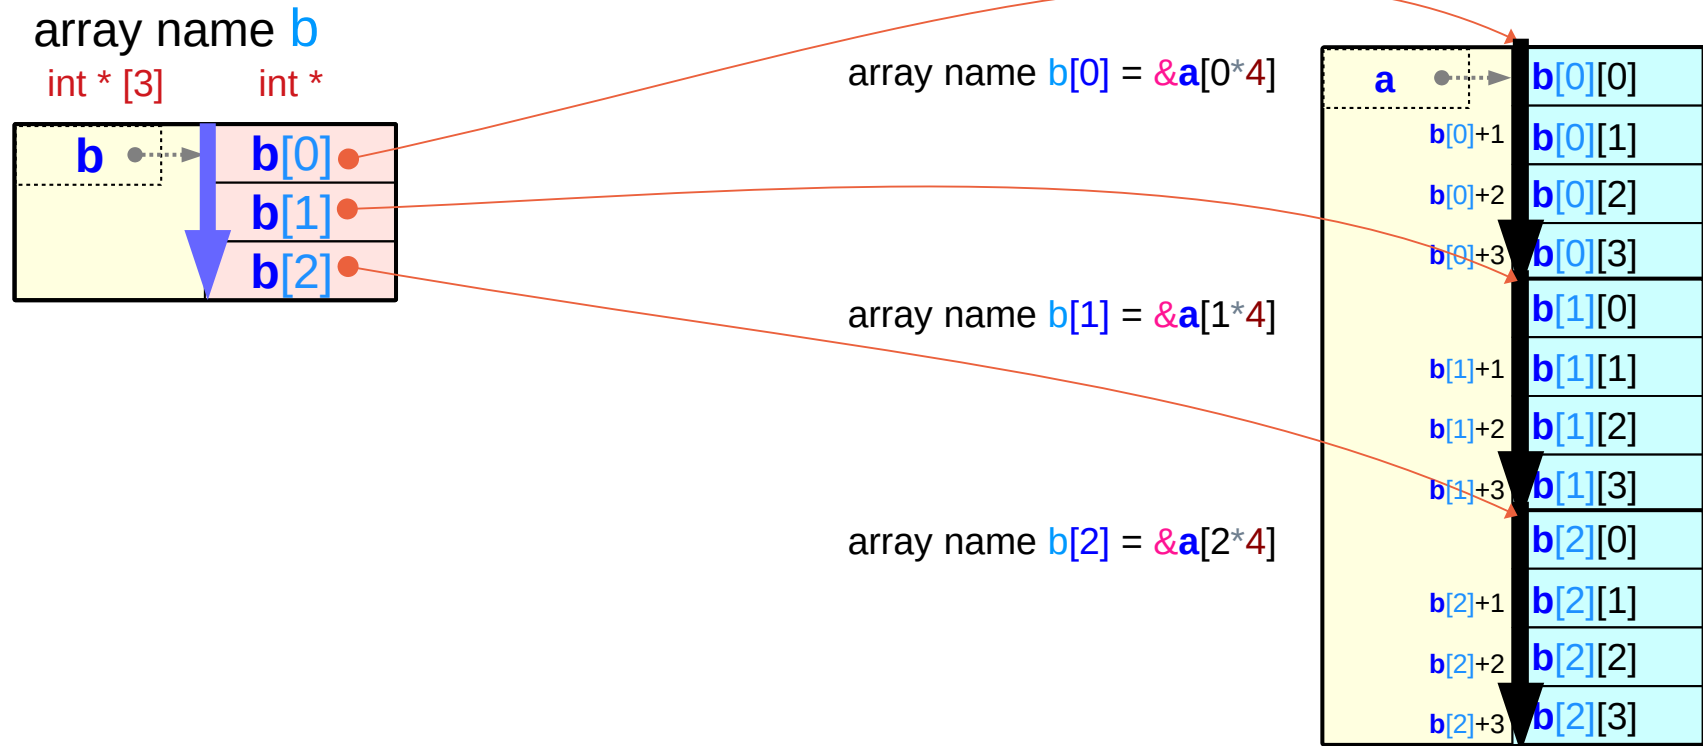 array name b
int * [3] int *
b b[0]
b[1]
b[2]
array name b[0] = &a[0*4]
array name b[1] = &a[1*4]
array name b[2] = &a[2*4]
a b[0][0]
b[0]+1 b[0][1]
b[0]+2 b[0][2]
b[0]+3 b[0][3]
b[1][0]
b[1]+1 b[1][1]
b[1]+2 b[1][2]
b[1]+3 b[1][3]
b[2][0]
b[2]+1 b[2][1]
b[2]+2 b[2][2]
b[2]+3 b[2][3]